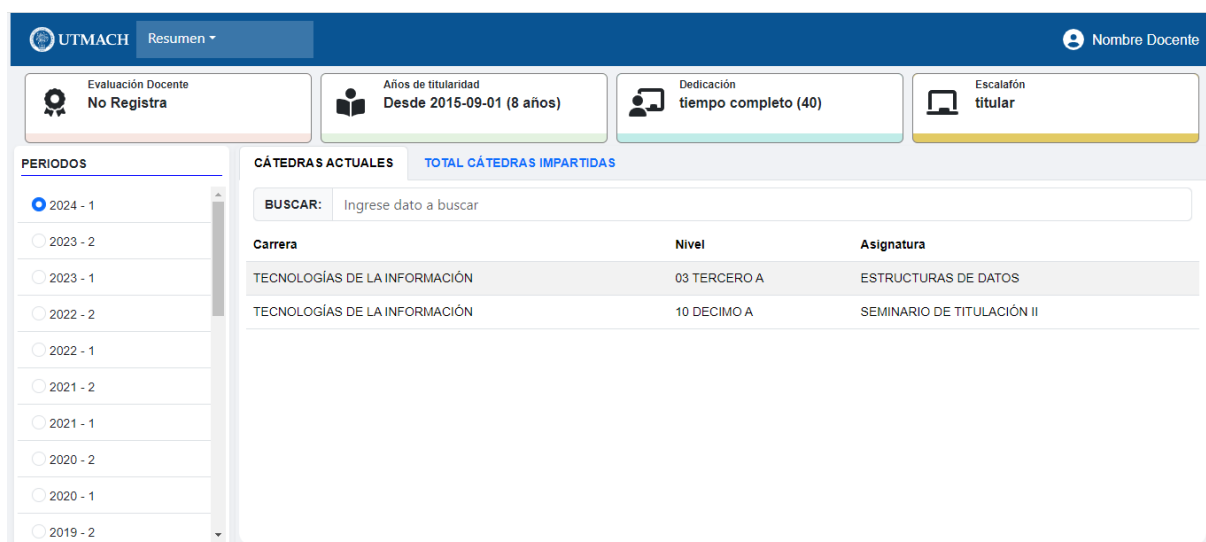 UTMACH Resumen Nombre Docente
Evaluación Docente
No Registra
Años de titularidad
Desde 2015-09-01 (8 años)
Dedicación
tiempo completo (40)
Escalafón
titular
PERIODOS
2024 - 1
2023 - 2
2023 - 1
2022 - 2
2022 - 1
2021 - 2
2021 - 1
2020 - 2
2020 - 1
2019 - 2
CÁTEDRAS ACTUALES TOTAL CÁTEDRAS IMPARTIDAS
BUSCAR: Ingrese dato a buscar
Carrera Nivel Asignatura
TECNOLOGÍAS DE LA INFORMACIÓN 03 TERCERO A ESTRUCTURAS DE DATOS
TECNOLOGÍAS DE LA INFORMACIÓN 10 DECIMO A SEMINARIO DE TITULACIÓN II